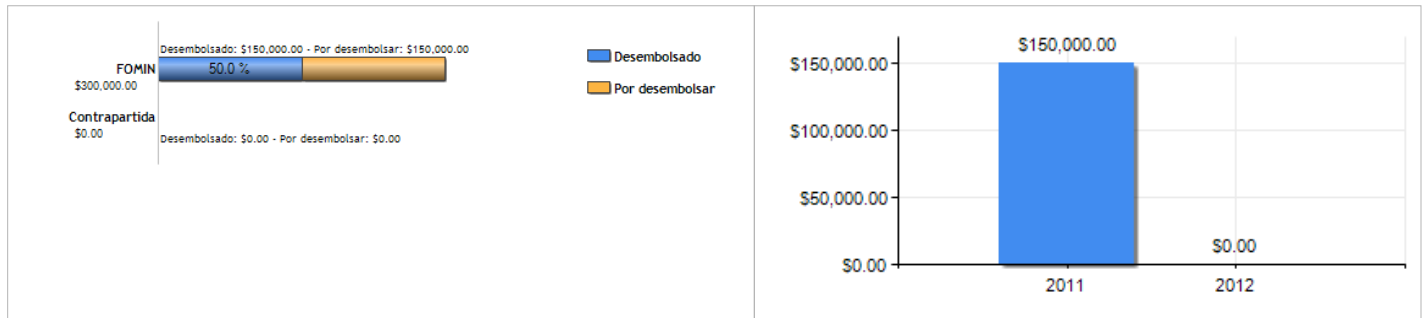 Desembolsado: $150,000.00 - Por desembolsar: $150,000.00
FOMIN
50.0 %
$300,000.00
Contrapartida
$0.00
Desembolsado: $0.00 - Por desembolsar: $0.00
Desembolsado
Por desembolsar
$150,000.00
$150,000.00
$100,000.00
$50,000.00
$0.00
$0.00
2011 2012